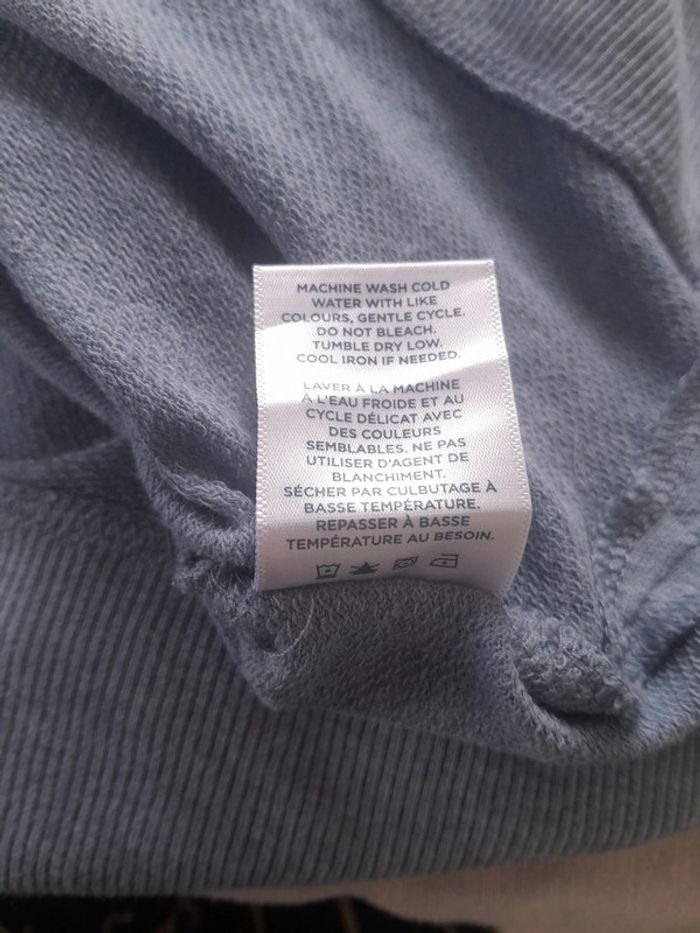 MACHINE WASH COLD
WATER WITH LIKE
COLOURS, GENTLE CYCLE.
DO NOT BLEACH.
TUMBLE DRY LOW.
COOL IRON IF NEEDED.
LAVER À LA MACHINE
À L'EAU FROIDE ET AU
CYCLE DÉLICAT AVEC
DES COULEURS
SEMBLABLES. NE PAS
UTILISER D'AGENT DE
BLANCHIMENT.
SÉCHER PAR CULBUTAGE À
BASSE TEMPÉRATURE.
REPASSER À BASSE
TEMPÉRATURE AU BESOIN.